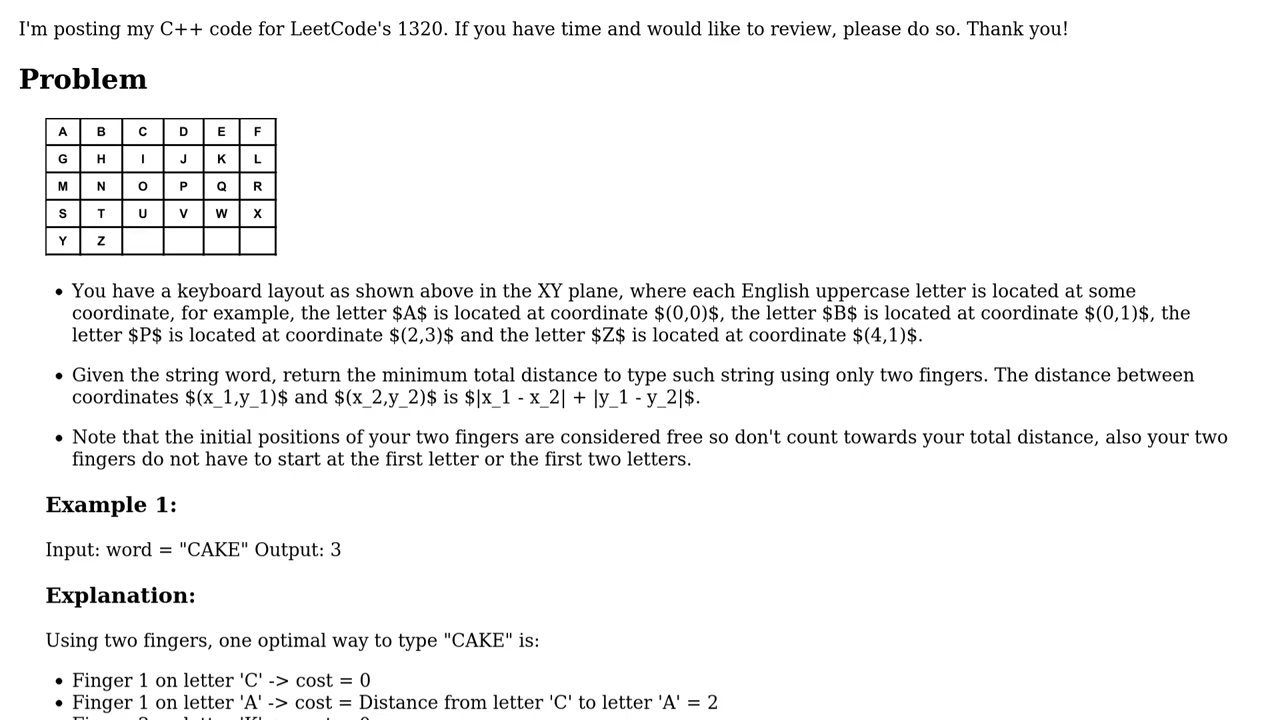 I'm posting my C++ code for LeetCode's 1320. If you have time and would like to review, please do so. Thank you!
Problem
A B C D E F
G H I J K L
M N O P Q R
S T U V W X
Y Z
• You have a keyboard layout as shown above in the XY plane, where each English uppercase letter is located at some
coordinate, for example, the letter $A$ is located at coordinate $(0,0)$, the letter $B$ is located at coordinate $(0,1)$, the
letter $P$ is located at coordinate $(2,3)$ and the letter $Z$ is located at coordinate $(4,1)$.
• Given the string word, return the minimum total distance to type such string using only two fingers. The distance between
coordinates $(x_1,y_1)$ and $(x_2,y_2)$ is $|x_1 - x_2| + |y_1 - y_2|$.
• Note that the initial positions of your two fingers are considered free so don't count towards your total distance, also your two
fingers do not have to start at the first letter or the first two letters.
Example 1:
Input: word = "CAKE" Output: 3
Explanation:
Using two fingers, one optimal way to type "CAKE" is:
• Finger 1 on letter 'C' -> cost = 0
• Finger 1 on letter 'A' -> cost = Distance from letter 'C' to letter 'A' = 2